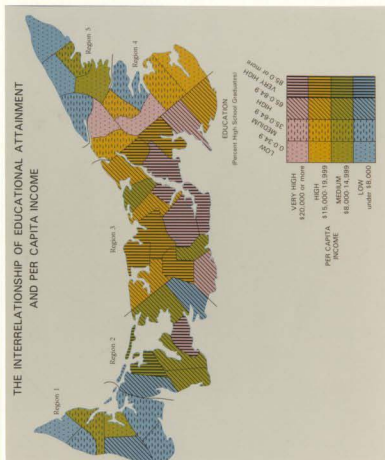 THE INTERRELATIONSHIP OF EDUCATIONAL ATTAINMENT
AND PER CAPITA INCOME
Region 1
Region 2
Region 3
Region 3
Region 4
EDUCATION
(Percent High School Graduates)
LOW
0.0-34.9
MEDIUM
35.0-64.9
HIGH
65.0-84.9
VERY HIGH
85.0 or more
VERY HIGH
$20,000 or more
HIGH
$15,000-19,999
PER CAPITA
INCOME
MEDIUM
$8,000-14,999
LOW
under $8,000